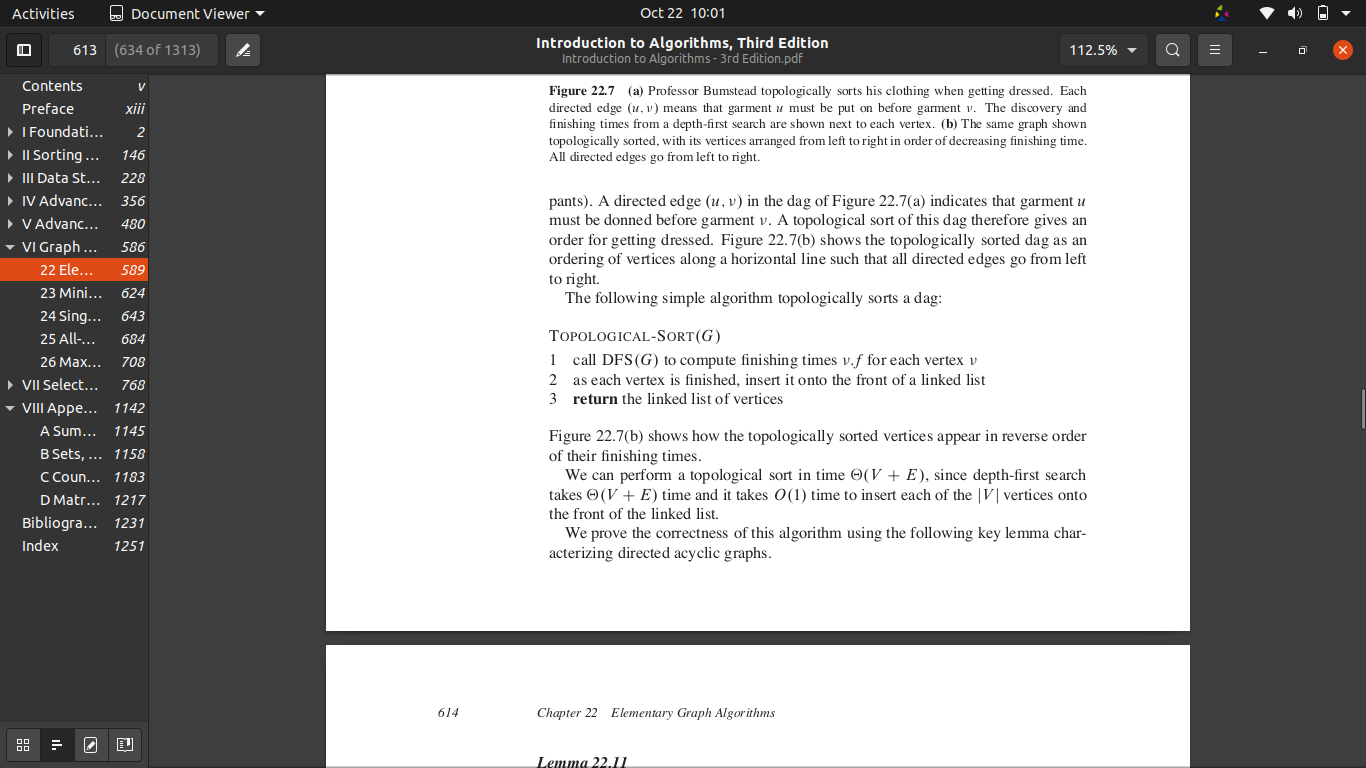 Activities Document Viewer Oct 22 10:01
613 (634 of 1313) Introduction to Algorithms, Third Edition 112.5%
Introduction to Algorithms - 3rd Edition.pdf
Contents v
Preface xiii
I Foundati... 2
II Sorting ... 146
III Data St... 228
IV Advanc... 356
V Advanc... 480
VI Graph ... 586
22 Ele... 589
23 Mini... 624
24 Sing... 643
25 All-... 684
26 Max... 708
VII Select... 768
VIII Appe... 1142
A Sum... 1145
B Sets, ... 1158
C Coun... 1183
D Matr... 1217
Bibliogra... 1231
Index 1251
Figure 22.7 (a) Professor Bumstead topologically sorts his clothing when getting dressed. Each
directed edge (u, v) means that garment u must be put on before garment v. The discovery and
finishing times from a depth-first search are shown next to each vertex. (b) The same graph shown
topologically sorted, with its vertices arranged from left to right in order of decreasing finishing time.
All directed edges go from left to right.
pants). A directed edge (u, v) in the dag of Figure 22.7(a) indicates that garment u
must be donned before garment v. A topological sort of this dag therefore gives an
order for getting dressed. Figure 22.7(b) shows the topologically sorted dag as an
ordering of vertices along a horizontal line such that all directed edges go from left
to right.
The following simple algorithm topologically sorts a dag:
TOPOLOGICAL-SORT(G)
1 call DFS(G) to compute finishing times v.f for each vertex v
2 as each vertex is finished, insert it onto the front of a linked list
3 return the linked list of vertices
Figure 22.7(b) shows how the topologically sorted vertices appear in reverse order
of their finishing times.
We can perform a topological sort in time Θ(V + E), since depth-first search
takes Θ(V + E) time and it takes O(1) time to insert each of the |V| vertices onto
the front of the linked list.
We prove the correctness of this algorithm using the following key lemma char-
acterizing directed acyclic graphs.
614 Chapter 22 Elementary Graph Algorithms
Lemma 22.11